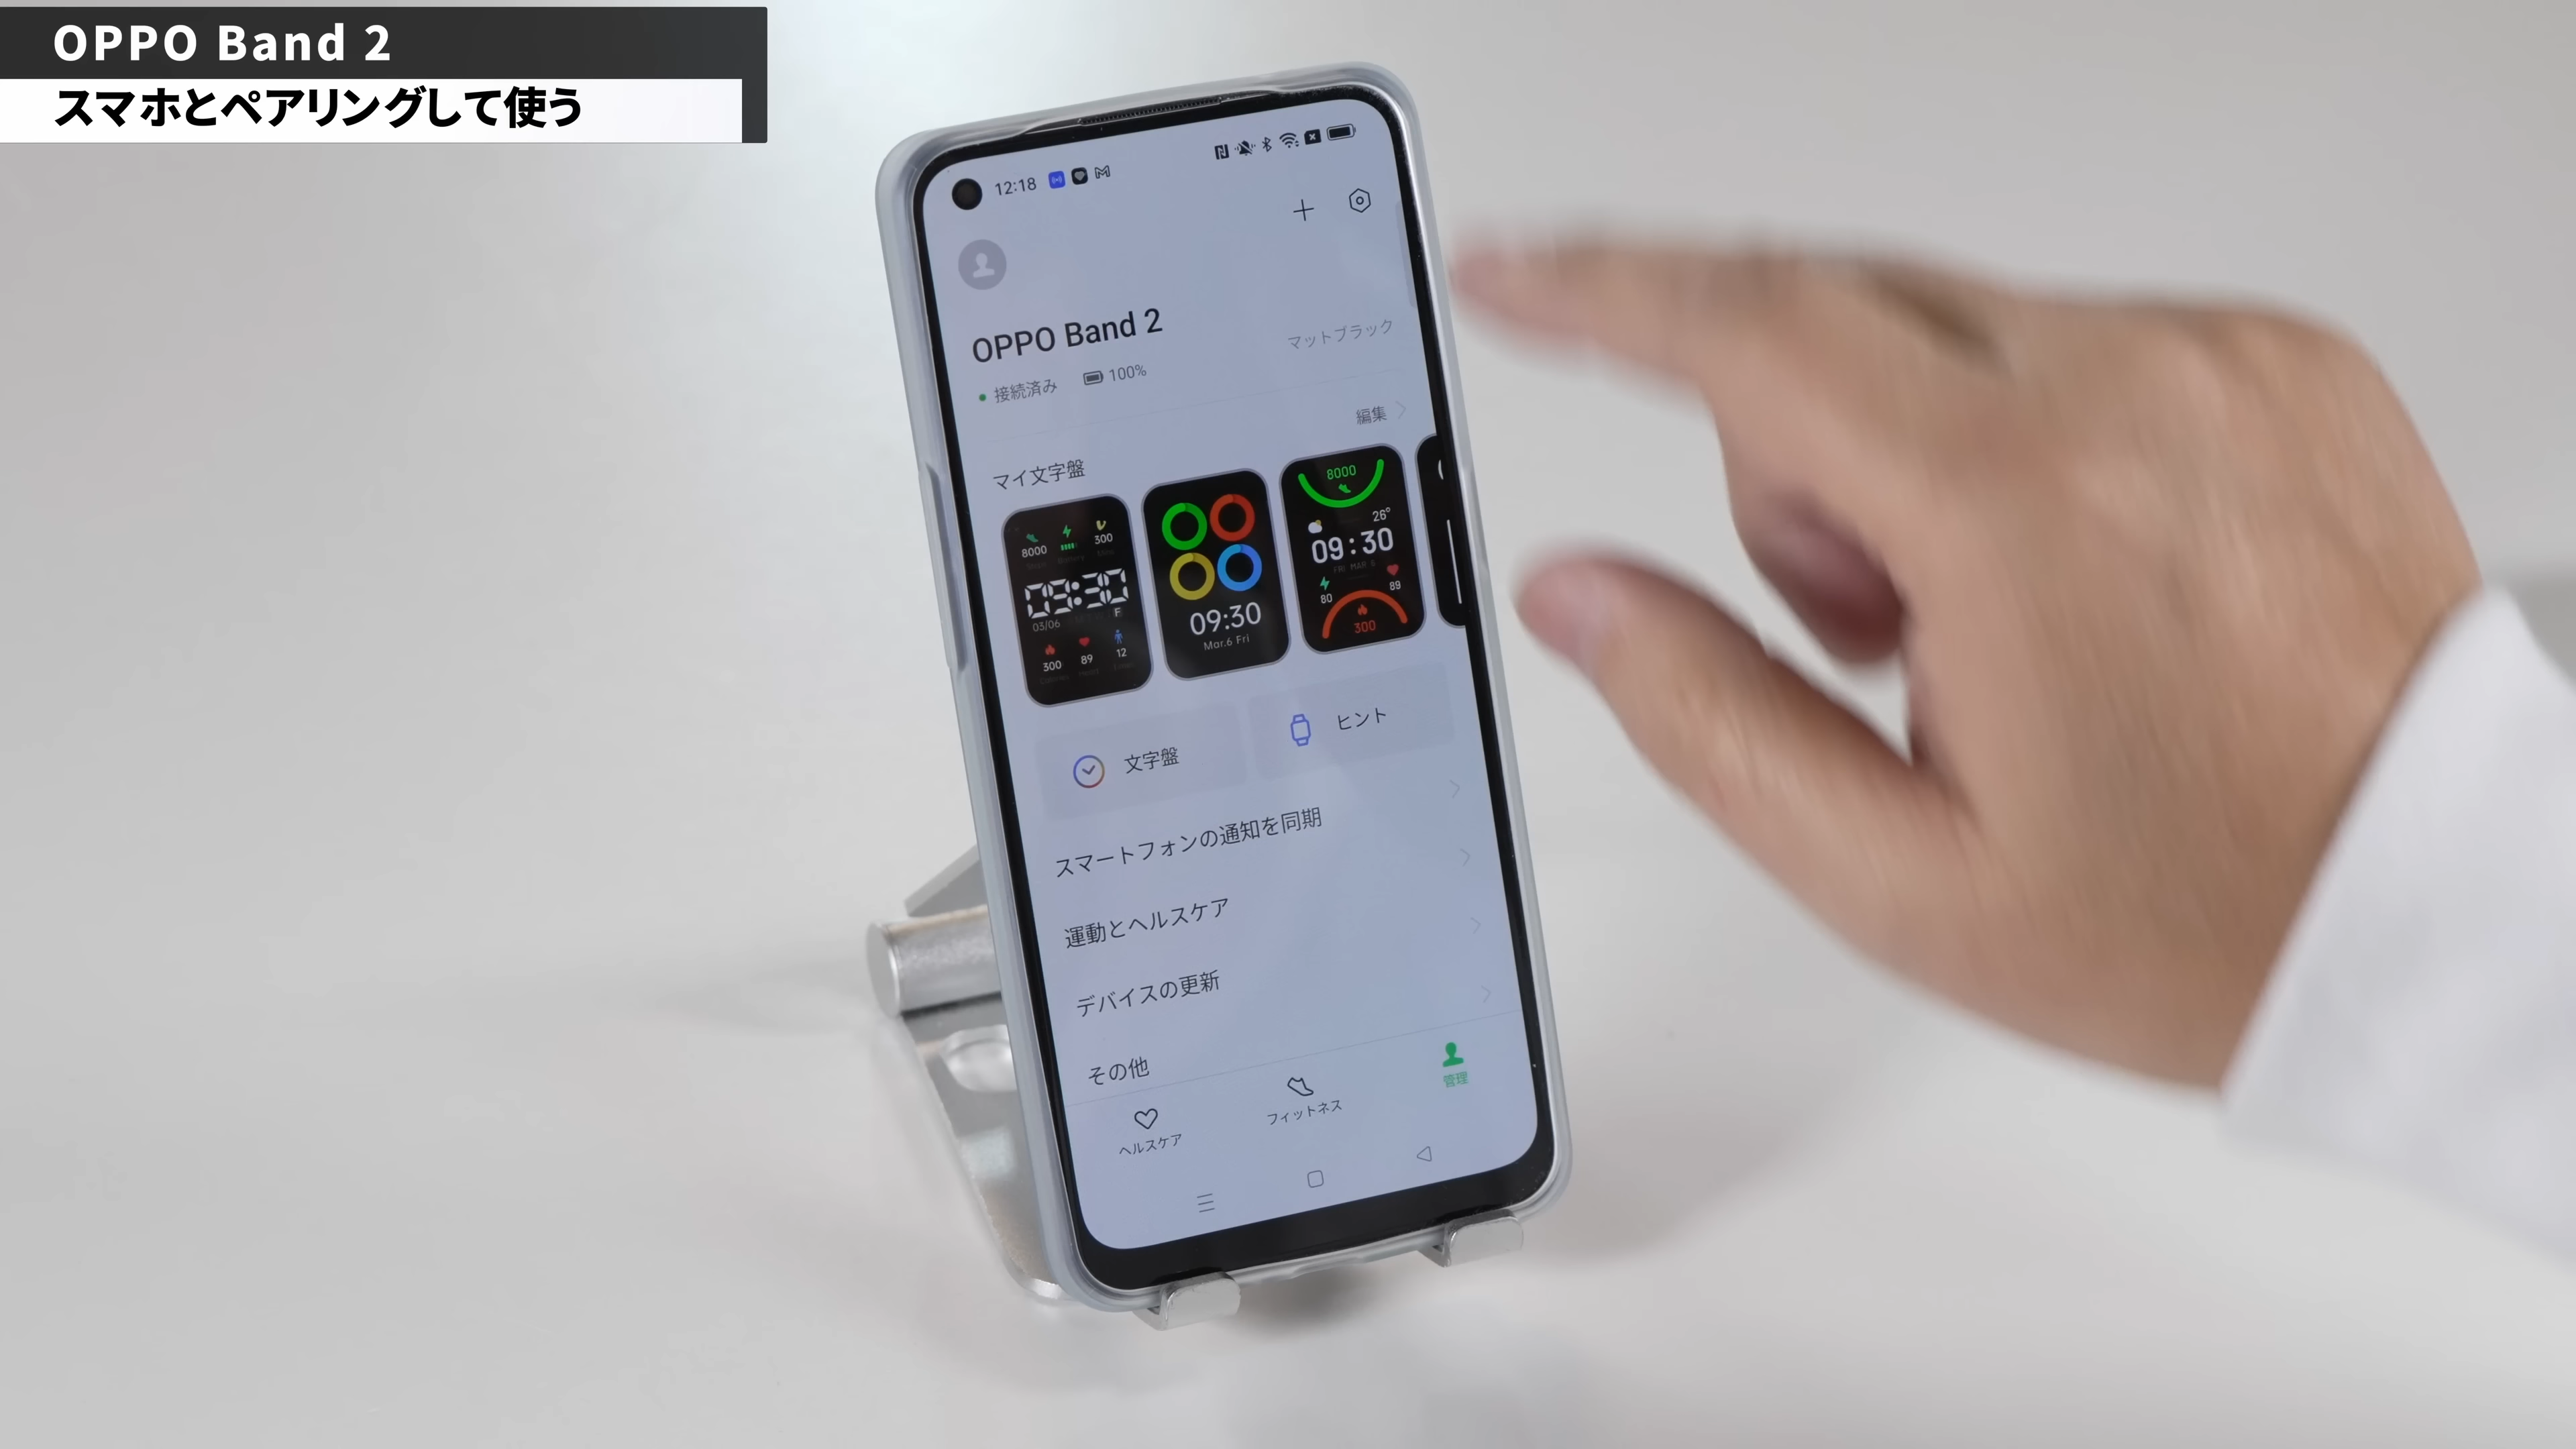 OPPO Band 2
スマホとペアリングして使う
12:18
OPPO Band 2
マットブラック
接続済み 100%
編集
マイ文字盤
8000 300
09:30
03/06 F
300 89 12
09:30
Mar.6 Fri
8000
26°
09:30
FRI MAR 6
80 89
300
文字盤
ヒント
スマートフォンの通知を同期
運動とヘルスケア
デバイスの更新
その他
ヘルスケア
フィットネス
管理